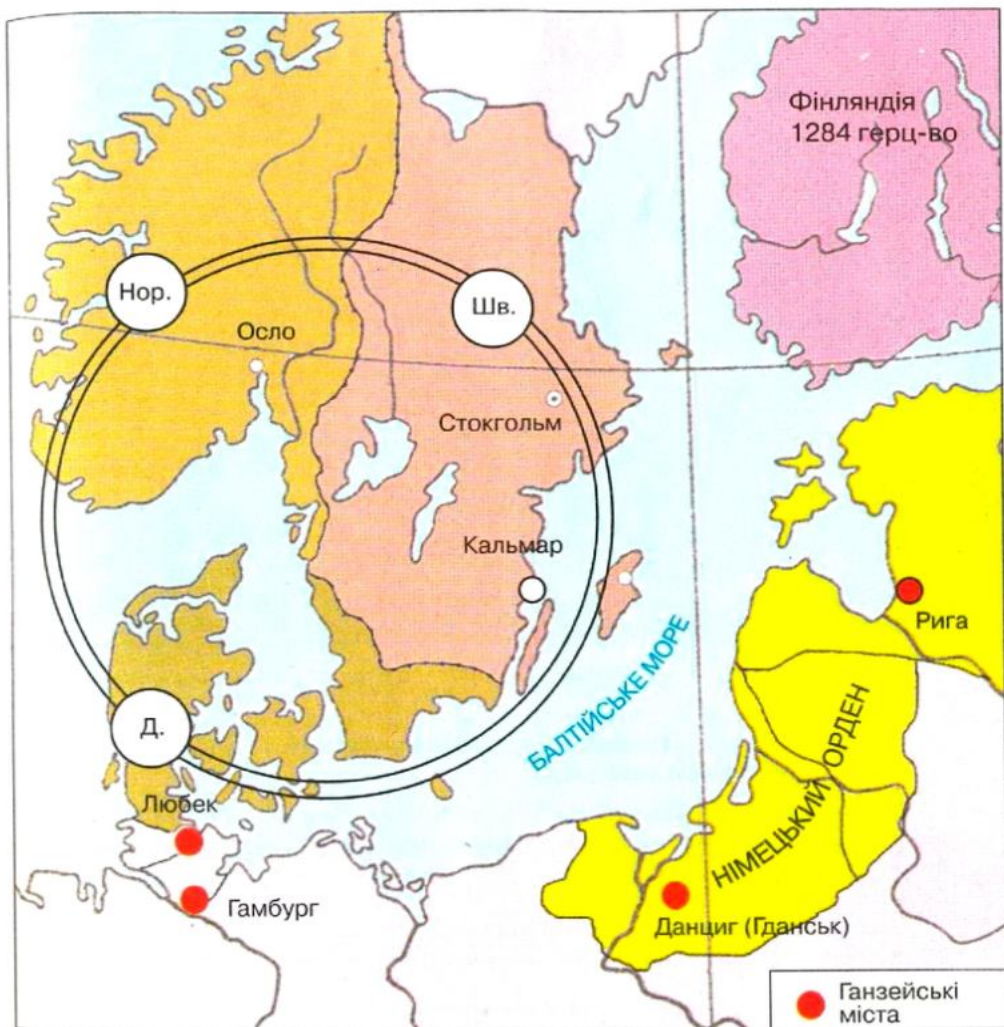 Фінляндія
1284 герц-во
Нор.
Шв.
Осло
Стокгольм
Кальмар
Рига
БАЛТІЙСЬКЕ МОРЕ
НІМЕЦЬКИЙ ОРДЕН
Д.
Любек
Гамбург
Данциг (Гданськ)
Ганзейські
міста